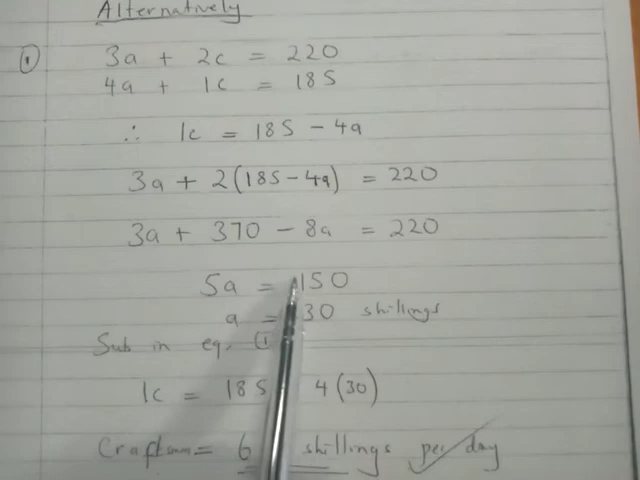 Alternatively
① 3a + 2c = 220
4a + 1c = 185
∴ 1c = 185 - 4a
3a + 2(185 - 4a) = 220
3a + 370 - 8a = 220
5a = 150
a = 30 shillings
Sub in eq. ①
1c = 185 4(30)
Craftsman = 6 shillings per day